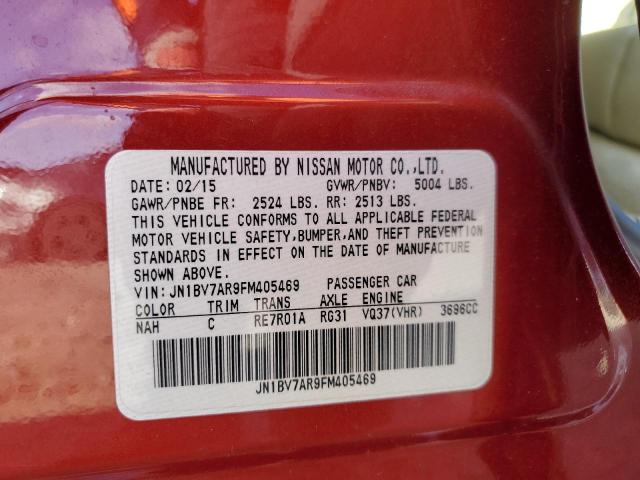 MANUFACTURED BY NISSAN MOTOR CO.,LTD.
DATE: 02/15 GVWR/PNBV: 5004 LBS.
GAWR/PNBE FR: 2524 LBS. RR: 2513 LBS.
THIS VEHICLE CONFORMS TO ALL APPLICABLE FEDERAL
MOTOR VEHICLE SAFETY,BUMPER,AND THEFT PREVENTION
STANDARDS IN EFFECT ON THE DATE OF MANUFACTURE
SHOWN ABOVE.
VIN: JN1BV7AR9FM405469 PASSENGER CAR
COLOR TRIM TRANS AXLE ENGINE
NAH C RE7R01A RG31 VQ37(VHR) 3696CC
JN1BV7AR9FM405469